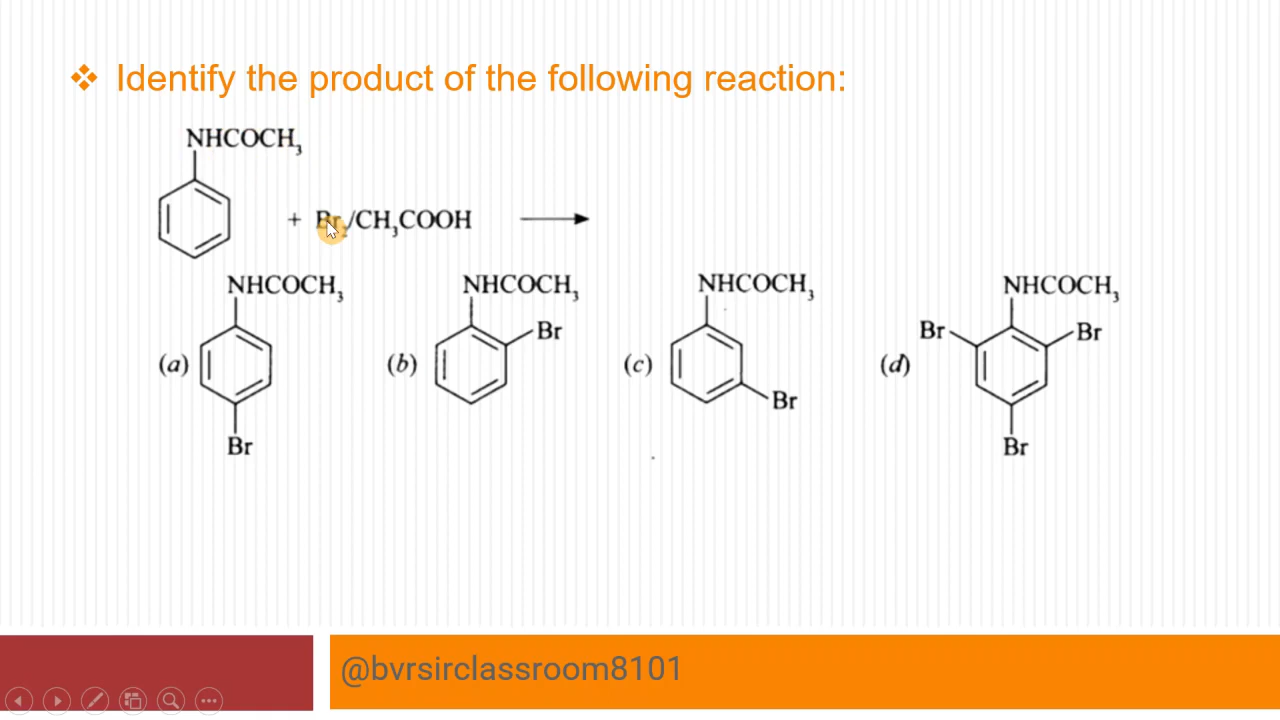 ❖ Identify the product of the following reaction:
NHCOCH₃
+ Br₂/CH₃COOH
NHCOCH₃
(a)
Br
NHCOCH₃
Br
(b)
NHCOCH₃
(c)
Br
NHCOCH₃
Br
Br
(d)
Br
@bvrsirclassroom8101